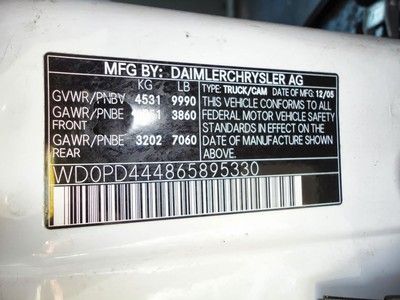 MFG BY: DAIMLERCHRYSLER AG
KG LB
GVWR/PNBV 4531 9990
GAWR/PNBE 3860
FRONT
GAWR/PNBE 3202 7060
REAR
TYPE: TRUCK/CAM DATE OF MFG: 12/05
THIS VEHICLE CONFORMS TO ALL
FEDERAL MOTOR VEHICLE SAFETY
STANDARDS IN EFFECT ON THE
DATE OF MANUFACTURE SHOWN
ABOVE.
WD0PD444865895330